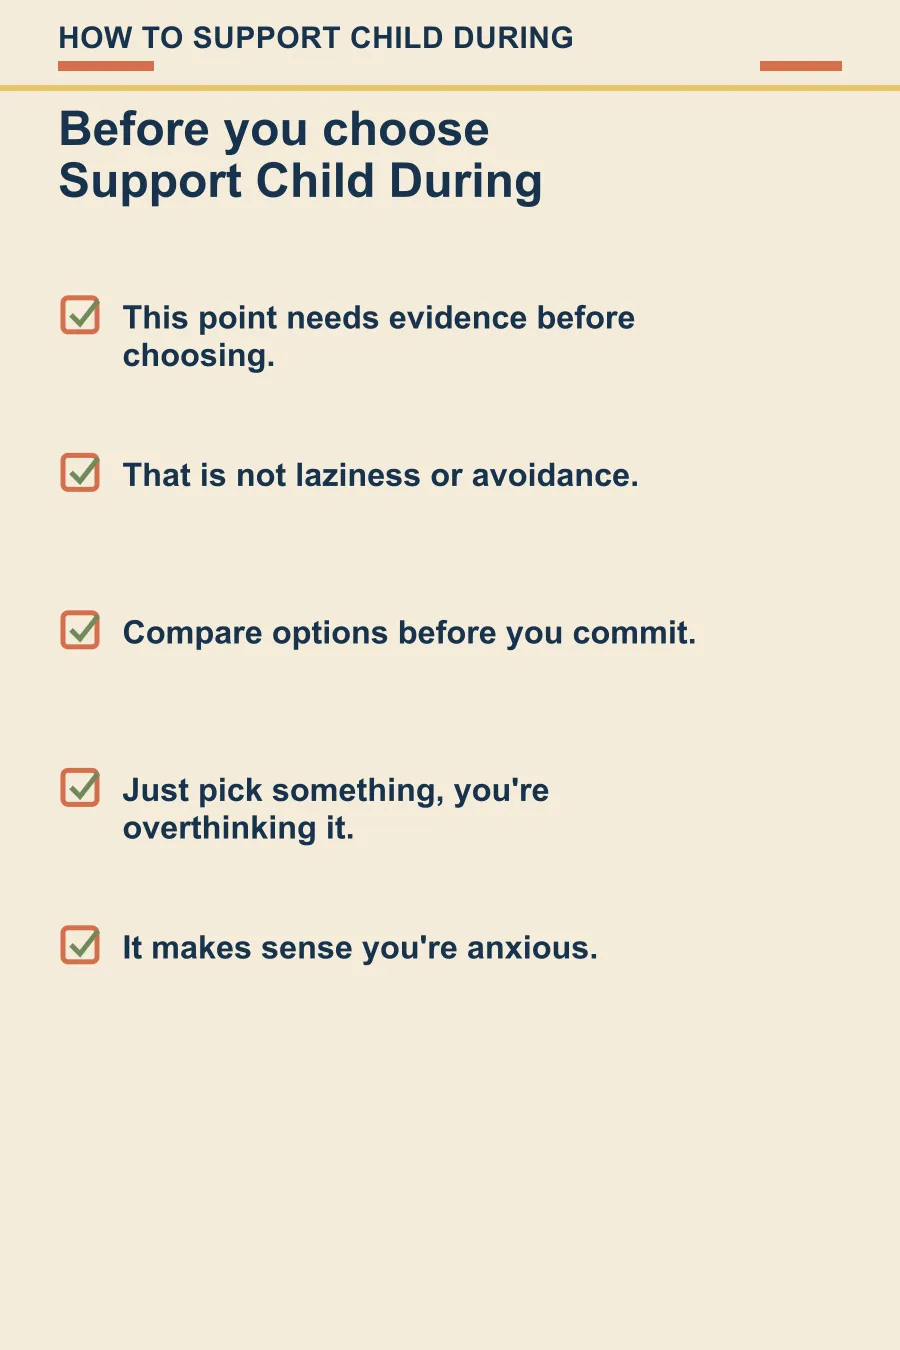 HOW TO SUPPORT CHILD DURING
Before you choose
Support Child During
This point needs evidence before
choosing.
That is not laziness or avoidance.
Compare options before you commit.
Just pick something, you're
overthinking it.
It makes sense you're anxious.